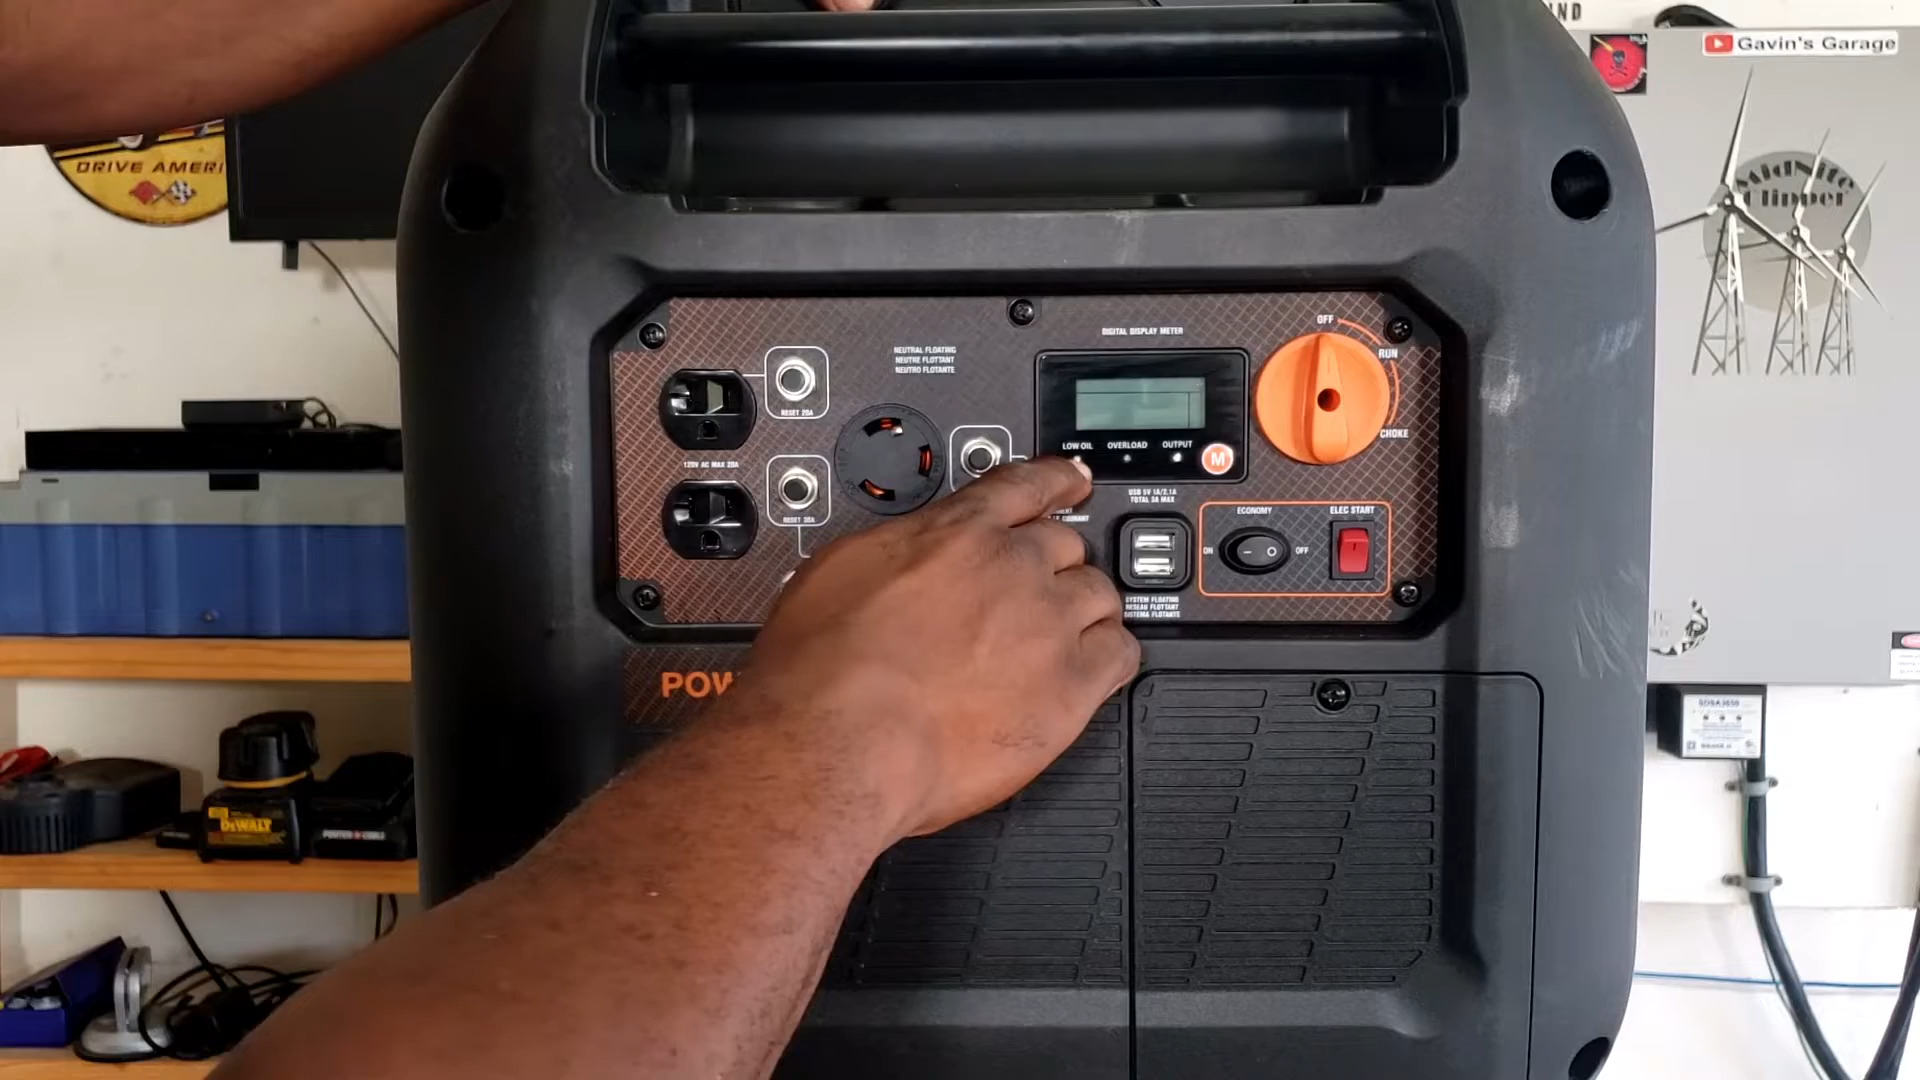 Gavin's Garage
DRIVE AMERI
MidNite
Clipper
DIGITAL DISPLAY METER
OFF
RUN
CHOKE
NEUTRAL FLOATING
NEUTRE FLOTTANT
NEUTRO FLOTANTE
RESET 20A
LOW OIL OVERLOAD OUTPUT
M
120V AC MAX 20A
RESET 30A
USB 5V 1A/2.1A
TOTAL 3A MAX
ECONOMY
ELEC START
ON
OFF
SYSTEM FLOATING
RESEAU FLOTTANT
SISTEMA FLOTANTE
POW
DEWALT